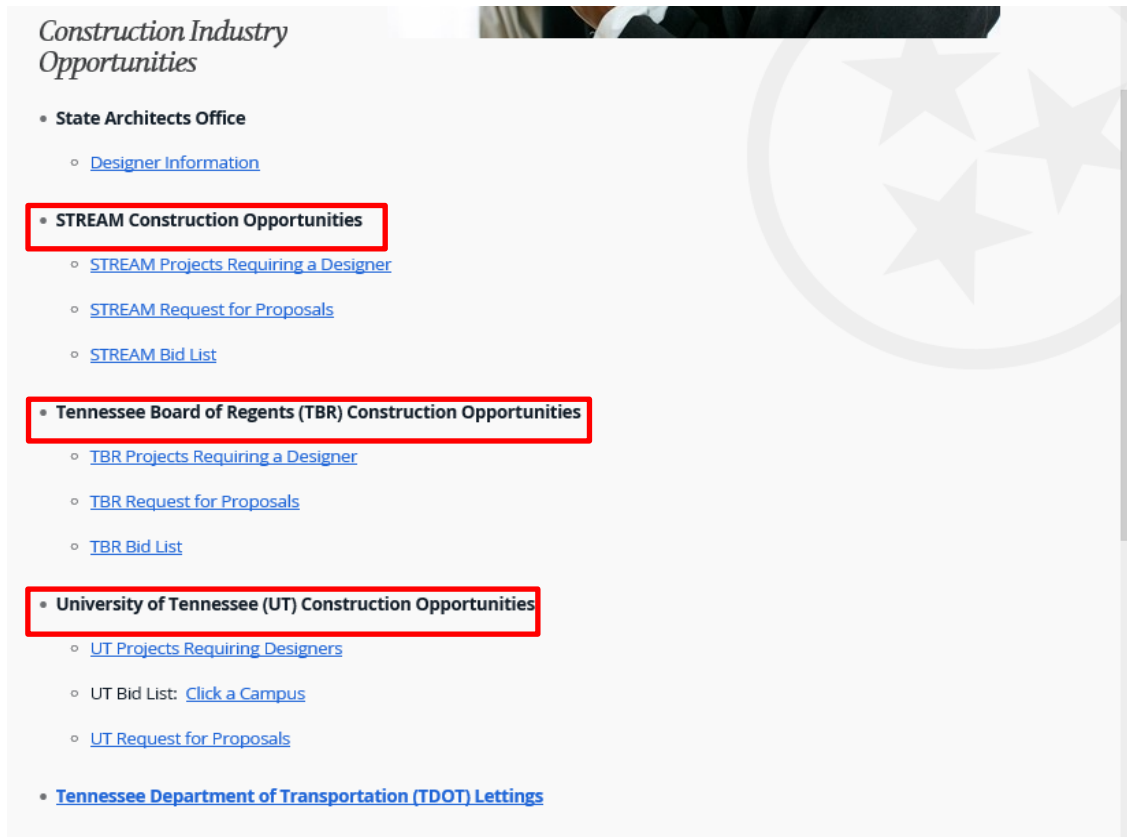 Construction Industry
Opportunities
State Architects Office
Designer Information
STREAM Construction Opportunities
STREAM Projects Requiring a Designer
STREAM Request for Proposals
STREAM Bid List
Tennessee Board of Regents (TBR) Construction Opportunities
TBR Projects Requiring a Designer
TBR Request for Proposals
TBR Bid List
University of Tennessee (UT) Construction Opportunities
UT Projects Requiring Designers
UT Bid List: Click a Campus
UT Request for Proposals
Tennessee Department of Transportation (TDOT) Lettings